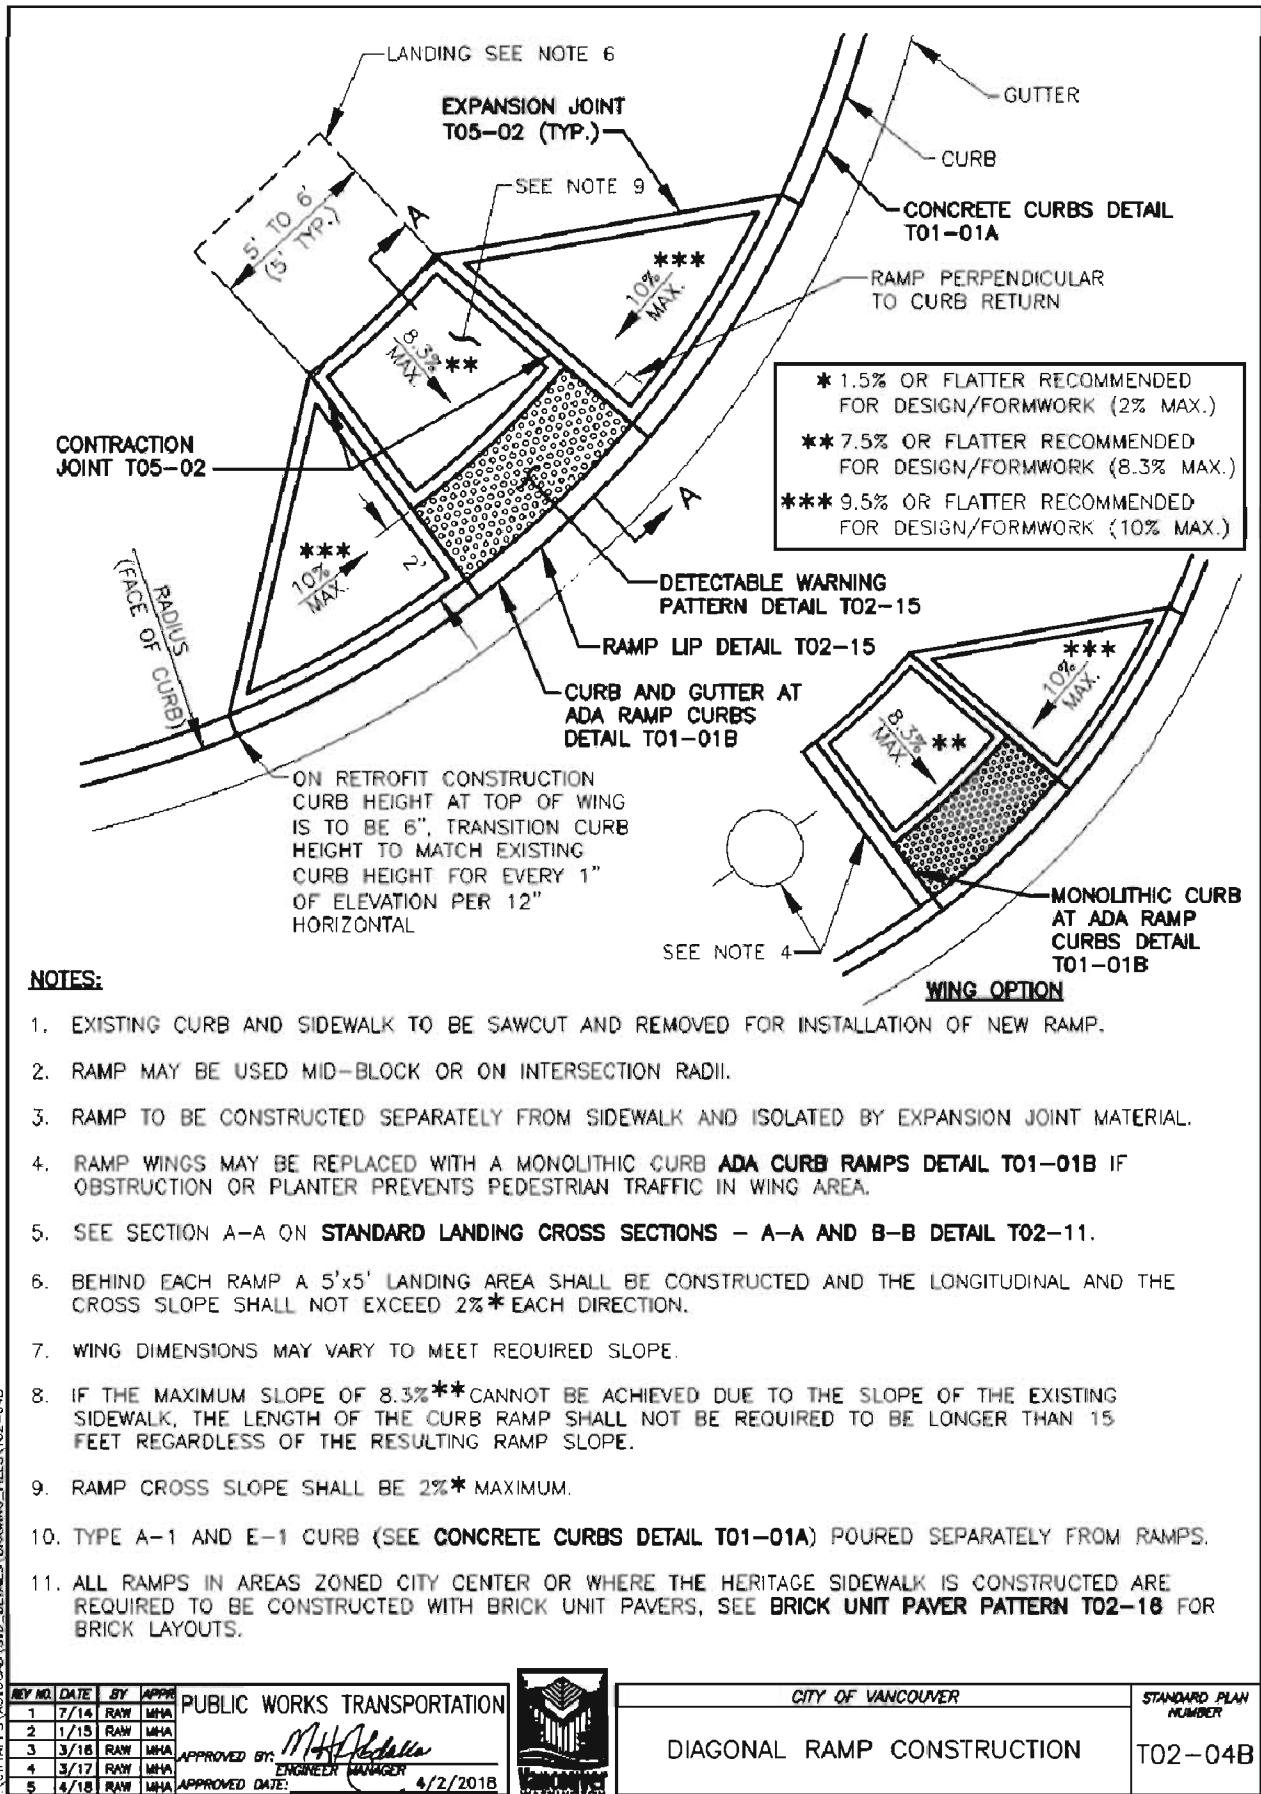 LANDING SEE NOTE 6
EXPANSION JOINT
T05-02 (TYP.)
SEE NOTE 9
GUTTER
CURB
CONCRETE CURBS DETAIL
T01-01A
RAMP PERPENDICULAR
TO CURB RETURN
5' TO 6'
(5' TYP.)
A
***
10%
MAX.
8.3%
MAX.
**
* 1.5% OR FLATTER RECOMMENDED
FOR DESIGN/FORMWORK (2% MAX.)
** 7.5% OR FLATTER RECOMMENDED
FOR DESIGN/FORMWORK (8.3% MAX.)
*** 9.5% OR FLATTER RECOMMENDED
FOR DESIGN/FORMWORK (10% MAX.)
CONTRACTION
JOINT T05-02
A
***
10%
MAX.
2'
RADIUS
(FACE OF CURB)
DETECTABLE WARNING
PATTERN DETAIL T02-15
RAMP LIP DETAIL T02-15
CURB AND GUTTER AT
ADA RAMP CURBS
DETAIL T01-01B
ON RETROFIT CONSTRUCTION
CURB HEIGHT AT TOP OF WING
IS TO BE 6", TRANSITION CURB
HEIGHT TO MATCH EXISTING
CURB HEIGHT FOR EVERY 1"
OF ELEVATION PER 12"
HORIZONTAL
***
10%
MAX.
8.3%
MAX.
**
MONOLITHIC CURB
AT ADA RAMP
CURBS DETAIL
T01-01B
SEE NOTE 4
WING OPTION
NOTES:
1. EXISTING CURB AND SIDEWALK TO BE SAWCUT AND REMOVED FOR INSTALLATION OF NEW RAMP.
2. RAMP MAY BE USED MID-BLOCK OR ON INTERSECTION RADII.
3. RAMP TO BE CONSTRUCTED SEPARATELY FROM SIDEWALK AND ISOLATED BY EXPANSION JOINT MATERIAL.
4. RAMP WINGS MAY BE REPLACED WITH A MONOLITHIC CURB ADA CURB RAMPS DETAIL T01-01B IF
OBSTRUCTION OR PLANTER PREVENTS PEDESTRIAN TRAFFIC IN WING AREA.
5. SEE SECTION A-A ON STANDARD LANDING CROSS SECTIONS - A-A AND B-B DETAIL T02-11.
6. BEHIND EACH RAMP A 5'x5' LANDING AREA SHALL BE CONSTRUCTED AND THE LONGITUDINAL AND THE
CROSS SLOPE SHALL NOT EXCEED 2%* EACH DIRECTION.
7. WING DIMENSIONS MAY VARY TO MEET REQUIRED SLOPE.
8. IF THE MAXIMUM SLOPE OF 8.3%** CANNOT BE ACHIEVED DUE TO THE SLOPE OF THE EXISTING
SIDEWALK, THE LENGTH OF THE CURB RAMP SHALL NOT BE REQUIRED TO BE LONGER THAN 15
FEET REGARDLESS OF THE RESULTING RAMP SLOPE.
9. RAMP CROSS SLOPE SHALL BE 2%* MAXIMUM.
10. TYPE A-1 AND E-1 CURB (SEE CONCRETE CURBS DETAIL T01-01A) POURED SEPARATELY FROM RAMPS.
11. ALL RAMPS IN AREAS ZONED CITY CENTER OR WHERE THE HERITAGE SIDEWALK IS CONSTRUCTED ARE
REQUIRED TO BE CONSTRUCTED WITH BRICK UNIT PAVERS, SEE BRICK UNIT PAVER PATTERN T02-16 FOR
BRICK LAYOUTS.
REV NO. DATE BY APPR
1 7/14 RAW MHA
2 1/15 RAW MHA
3 3/16 RAW MHA
4 3/17 RAW MHA
5 4/18 RAW MHA
PUBLIC WORKS TRANSPORTATION
APPROVED BY:
ENGINEER MANAGER
APPROVED DATE: 4/2/2018
Vancouver
CITY OF VANCOUVER
DIAGONAL RAMP CONSTRUCTION
STANDARD PLAN
NUMBER
T02-04B